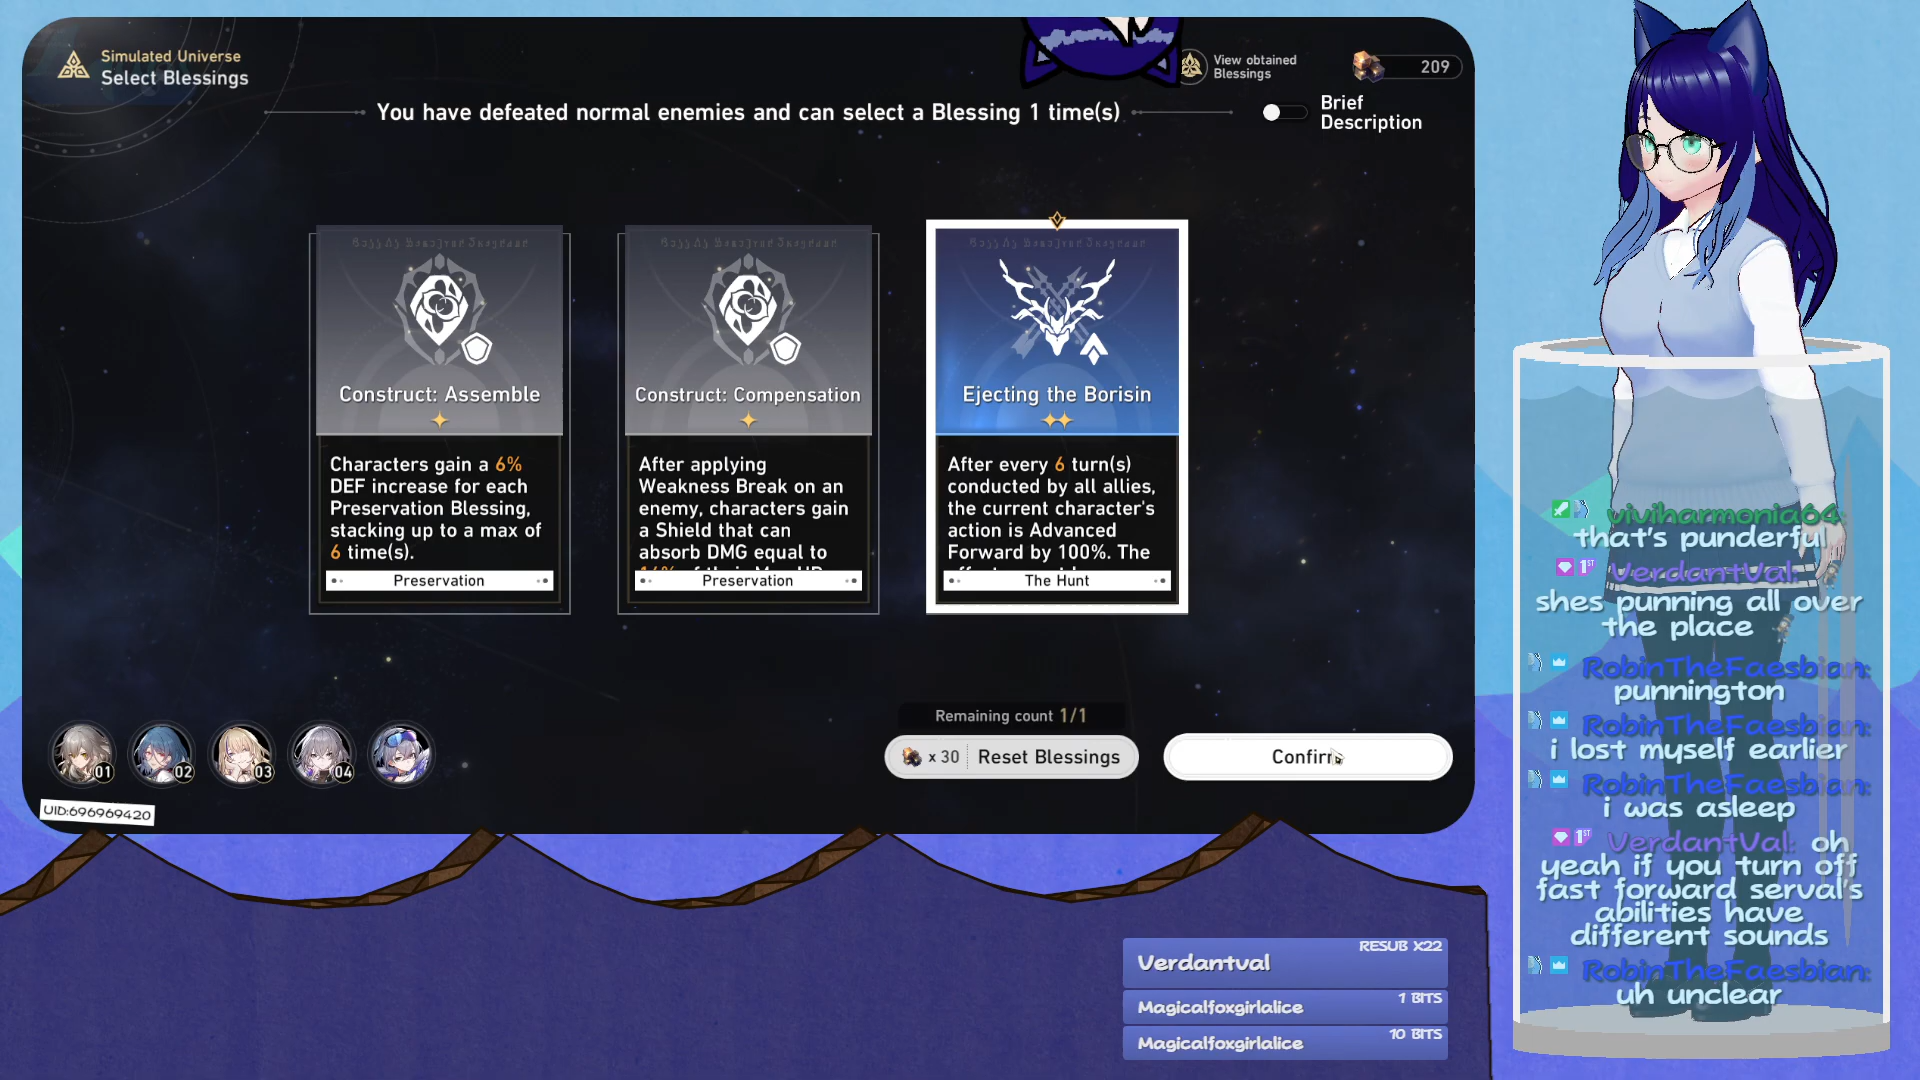 Simulated Universe
Select Blessings
View obtained
Blessings
209
You have defeated normal enemies and can select a Blessing 1 time(s)
Brief
Description
Construct: Assemble
Characters gain a 6%
DEF increase for each
Preservation Blessing,
stacking up to a max of
6 time(s).
Preservation
Construct: Compensation
After applying
Weakness Break on an
enemy, characters gain
a Shield that can
absorb DMG equal to
Preservation
Ejecting the Borisin
After every 6 turn(s)
conducted by all allies,
the current character's
action is Advanced
Forward by 100%. The
The Hunt
Remaining count 1/1
x 30 Reset Blessings
Confirm
01
02
03
04
UID:696969420
viviharmonia64:
that's punderful
1ST VerdantVal:
shes punning all over
the place
RobinTheFaesbian:
punnington
RobinTheFaesbian:
i lost myself earlier
RobinTheFaesbian:
i was asleep
1ST VerdantVal: oh
yeah if you turn off
fast forward serval's
abilities have
different sounds
RobinTheFaesbian:
uh unclear
RESUB X22
Verdantval
1 BITS
Magicalfoxgirlalice
10 BITS
Magicalfoxgirlalice